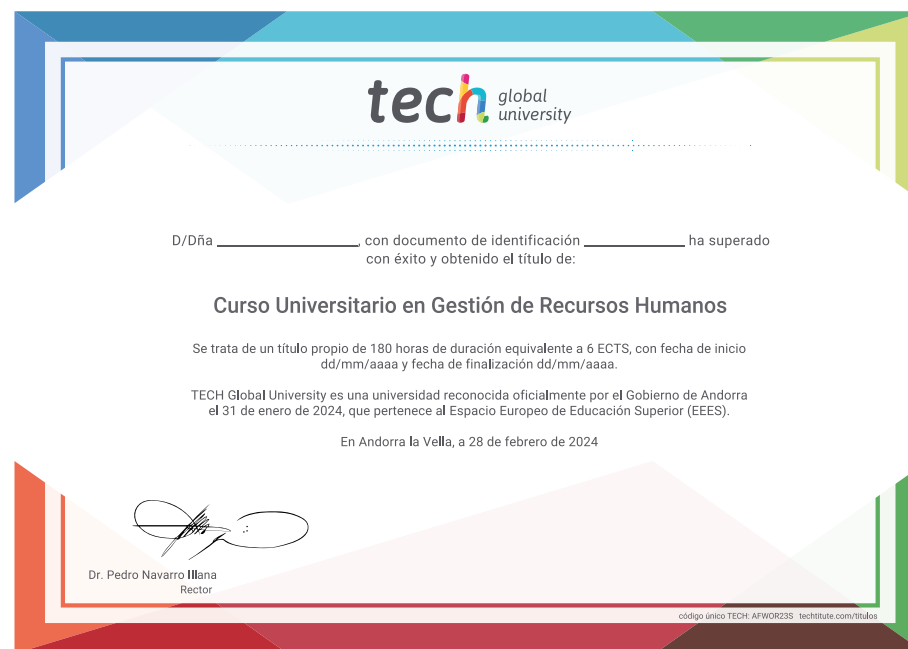 tech global university
D/Dña ____________________, con documento de identificación ______________ ha superado
con éxito y obtenido el título de:
Curso Universitario en Gestión de Recursos Humanos
Se trata de un título propio de 180 horas de duración equivalente a 6 ECTS, con fecha de inicio
dd/mm/aaaa y fecha de finalización dd/mm/aaaa.
TECH Global University es una universidad reconocida oficialmente por el Gobierno de Andorra
el 31 de enero de 2024, que pertenece al Espacio Europeo de Educación Superior (EEES).
En Andorra la Vella, a 28 de febrero de 2024
Dr. Pedro Navarro Illana
Rector
código único TECH: AFWOR23S techtitute.com/titulos